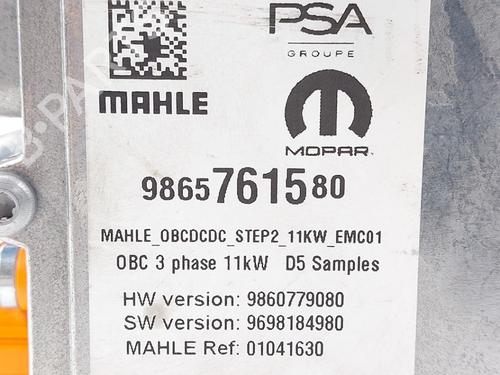 PSA
GROUPE
MAHLE
MOPAR
9865761580
MAHLE_OBCDCDC_STEP2_11KW_EMC01
OBC 3 phase 11kW D5 Samples
HW version: 9860779080
SW version: 9698184980
MAHLE Ref: 01041630